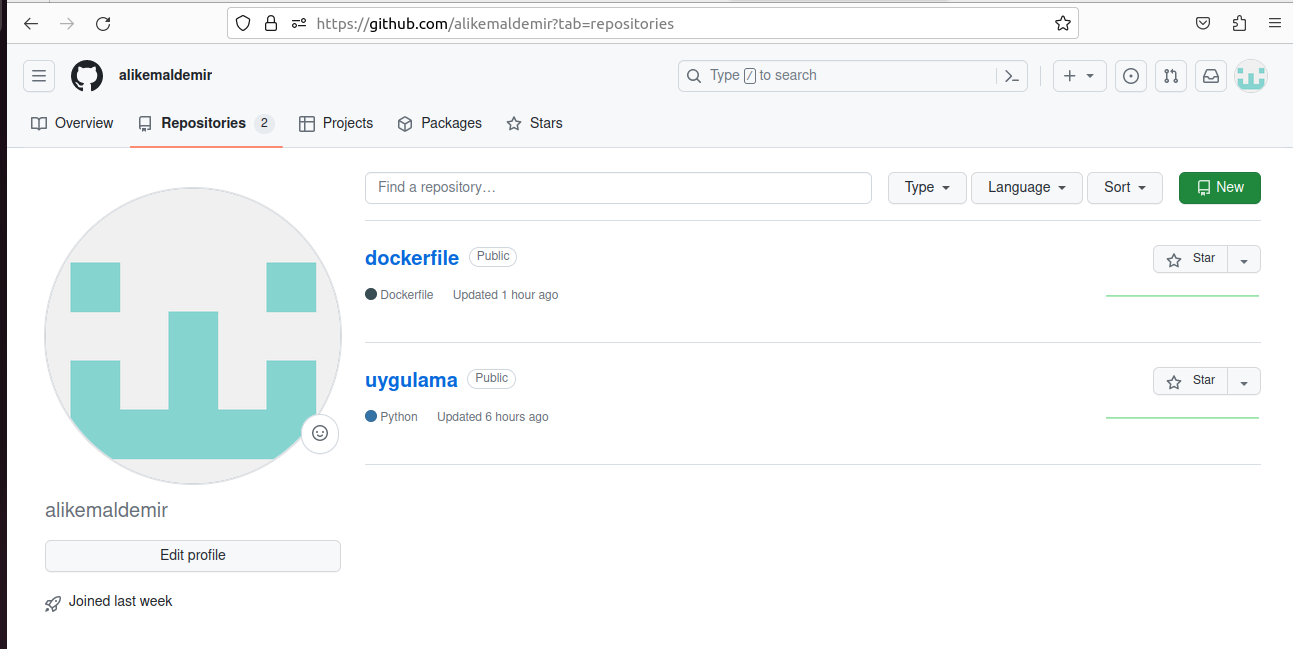 https://github.com/alikemaldemir?tab=repositories
alikemaldemir
Type / to search
Overview
Repositories 2
Projects
Packages
Stars
Find a repository…
Type
Language
Sort
New
dockerfile Public
Star
Dockerfile Updated 1 hour ago
uygulama Public
Star
Python Updated 6 hours ago
alikemaldemir
Edit profile
Joined last week